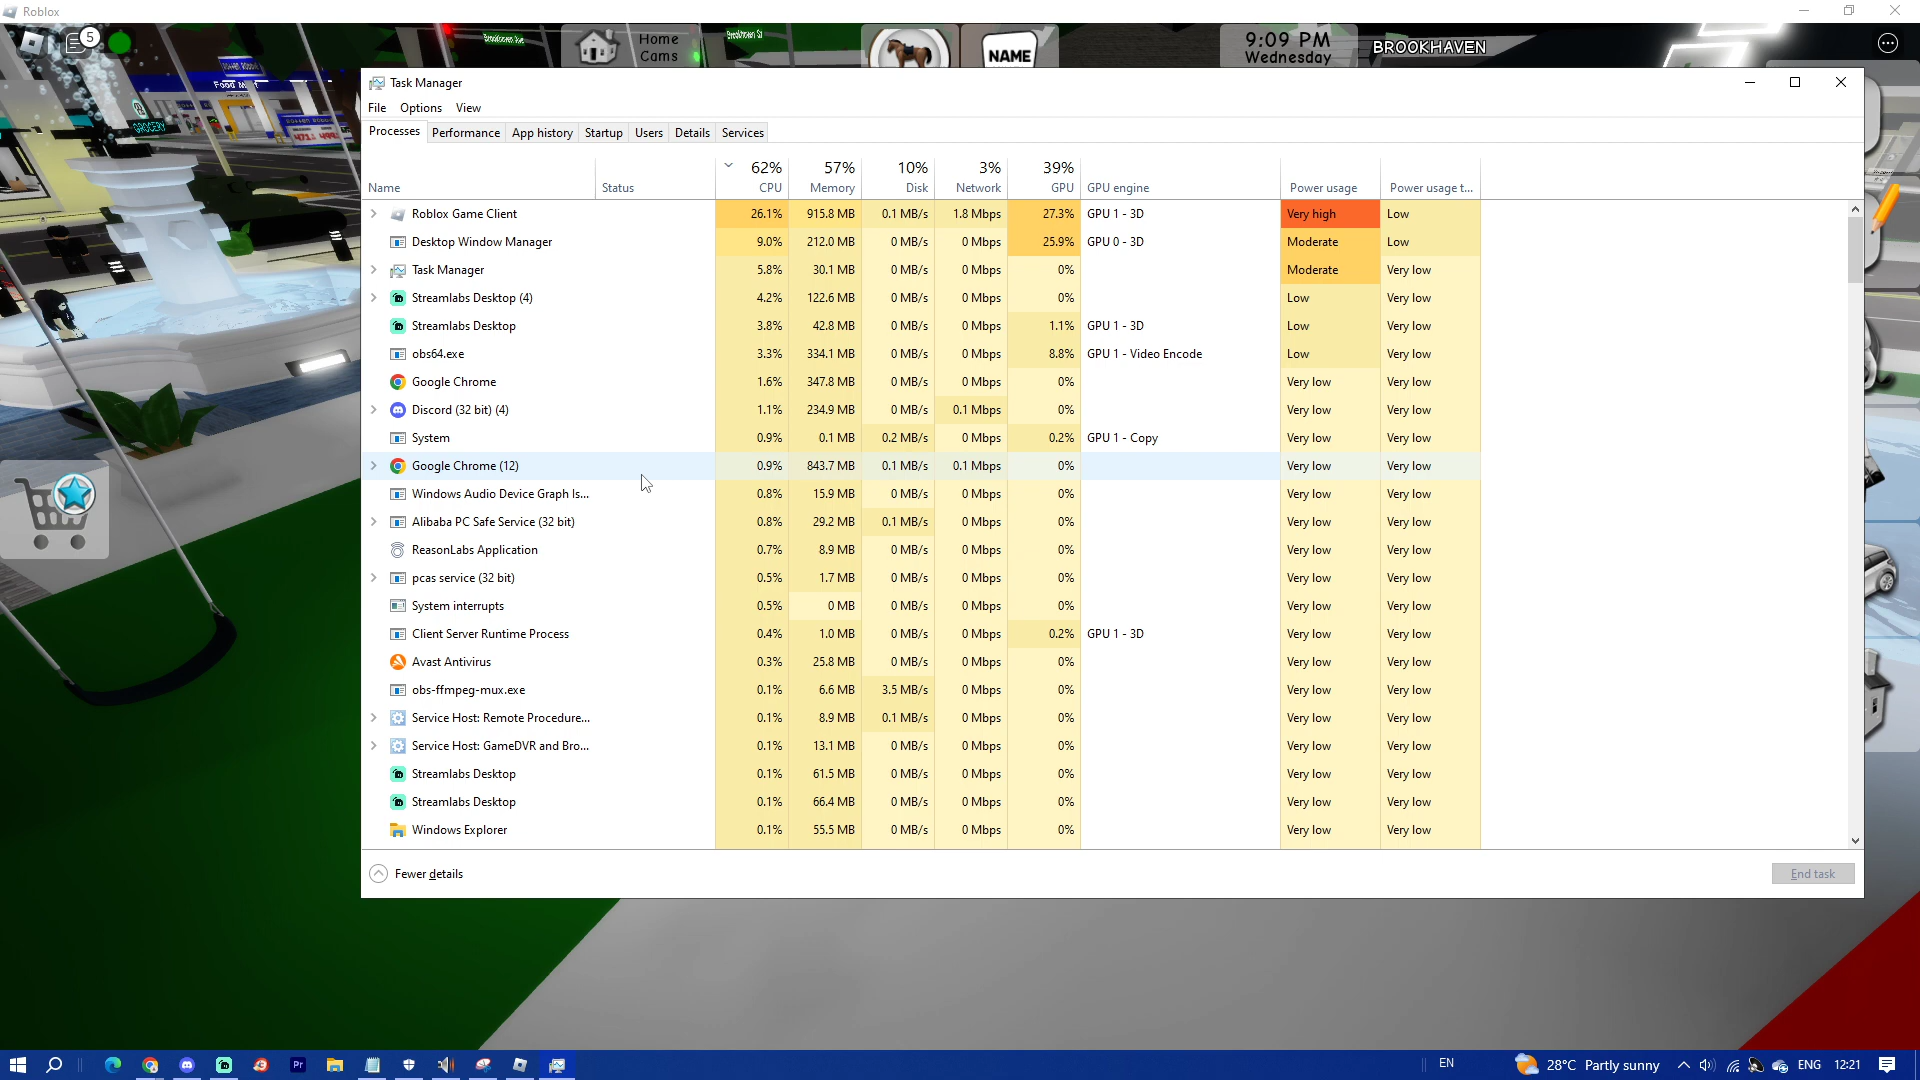 Roblox
5
Brookhaven Ave
Home
Cams
Brookhaven St
NAME
9:09 PM
Wednesday
BROOKHAVEN
GROCERY
Task Manager
File Options View
Processes Performance App history Startup Users Details Services
62% 57% 10% 3% 39%
Name Status CPU Memory Disk Network GPU GPU engine Power usage Power usage t...
Roblox Game Client 26.1% 915.8 MB 0.1 MB/s 1.8 Mbps 27.3% GPU 1 - 3D Very high Low
Desktop Window Manager 9.0% 212.0 MB 0 MB/s 0 Mbps 25.9% GPU 0 - 3D Moderate Low
Task Manager 5.8% 30.1 MB 0 MB/s 0 Mbps 0% Moderate Very low
Streamlabs Desktop (4) 4.2% 122.6 MB 0 MB/s 0 Mbps 0% Low Very low
Streamlabs Desktop 3.8% 42.8 MB 0 MB/s 0 Mbps 1.1% GPU 1 - 3D Low Very low
obs64.exe 3.3% 334.1 MB 0 MB/s 0 Mbps 8.8% GPU 1 - Video Encode Low Very low
Google Chrome 1.6% 347.8 MB 0 MB/s 0 Mbps 0% Very low Very low
Discord (32 bit) (4) 1.1% 234.9 MB 0 MB/s 0.1 Mbps 0% Very low Very low
System 0.9% 0.1 MB 0.2 MB/s 0 Mbps 0.2% GPU 1 - Copy Very low Very low
Google Chrome (12) 0.9% 843.7 MB 0.1 MB/s 0.1 Mbps 0% Very low Very low
Windows Audio Device Graph Is... 0.8% 15.9 MB 0 MB/s 0 Mbps 0% Very low Very low
Alibaba PC Safe Service (32 bit) 0.8% 29.2 MB 0.1 MB/s 0 Mbps 0% Very low Very low
ReasonLabs Application 0.7% 8.9 MB 0 MB/s 0 Mbps 0% Very low Very low
pcas service (32 bit) 0.5% 1.7 MB 0 MB/s 0 Mbps 0% Very low Very low
System interrupts 0.5% 0 MB 0 MB/s 0 Mbps 0% Very low Very low
Client Server Runtime Process 0.4% 1.0 MB 0 MB/s 0 Mbps 0.2% GPU 1 - 3D Very low Very low
Avast Antivirus 0.3% 25.8 MB 0 MB/s 0 Mbps 0% Very low Very low
obs-ffmpeg-mux.exe 0.1% 6.6 MB 3.5 MB/s 0 Mbps 0% Very low Very low
Service Host: Remote Procedure... 0.1% 8.9 MB 0.1 MB/s 0 Mbps 0% Very low Very low
Service Host: GameDVR and Bro... 0.1% 13.1 MB 0 MB/s 0 Mbps 0% Very low Very low
Streamlabs Desktop 0.1% 61.5 MB 0 MB/s 0 Mbps 0% Very low Very low
Streamlabs Desktop 0.1% 66.4 MB 0 MB/s 0 Mbps 0% Very low Very low
Windows Explorer 0.1% 55.5 MB 0 MB/s 0 Mbps 0% Very low Very low
Fewer details End task
Pr EN 28°C Partly sunny ENG 12:21